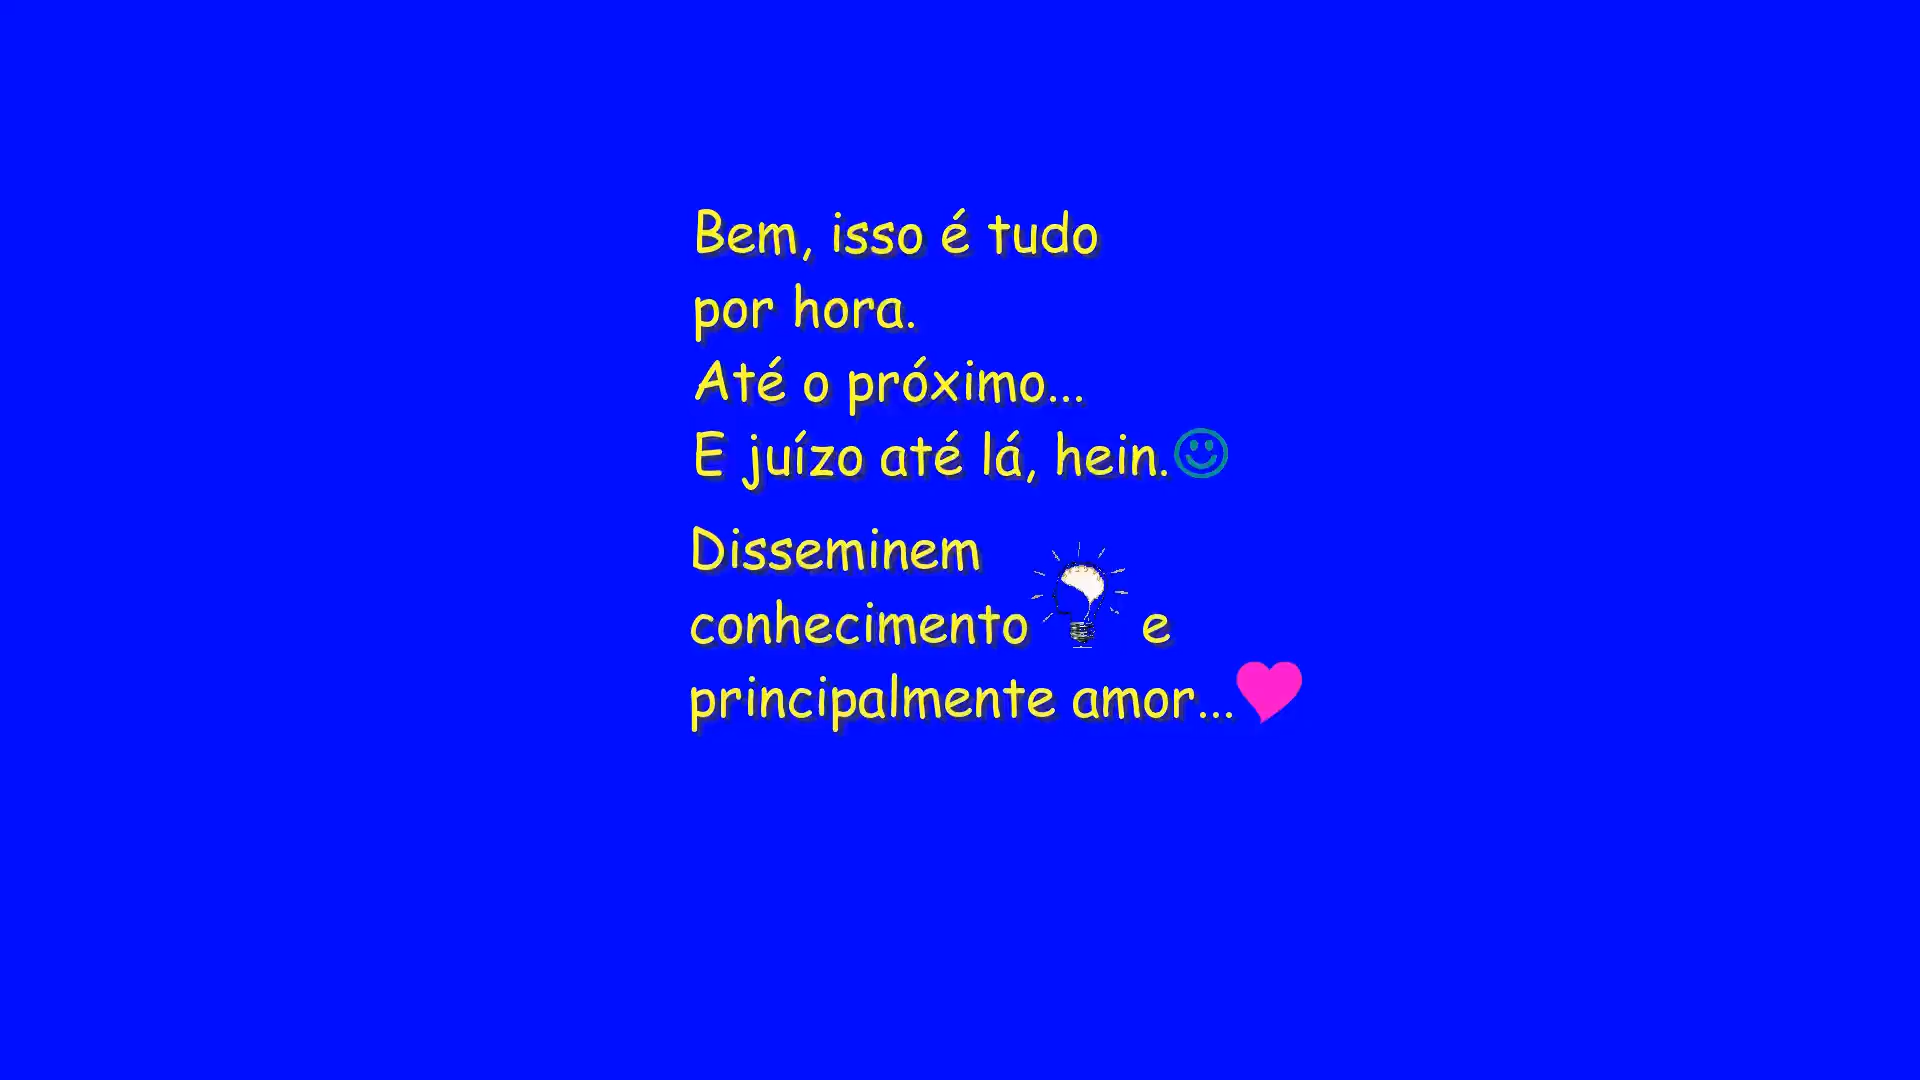 Bem, isso é tudo
por hora.
Até o próximo...
E juízo até lá, hein.
Disseminem
conhecimento e
principalmente amor...